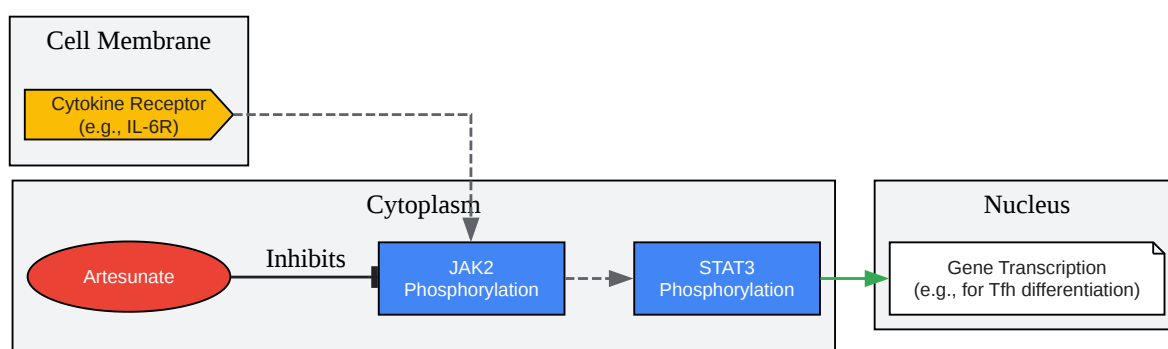 Cell Membrane
Cytokine Receptor
(e.g., IL-6R)
Cytoplasm
Artesunate
Inhibits
JAK2
Phosphorylation
STAT3
Phosphorylation
Nucleus
Gene Transcription
(e.g., for Tfh differentiation)